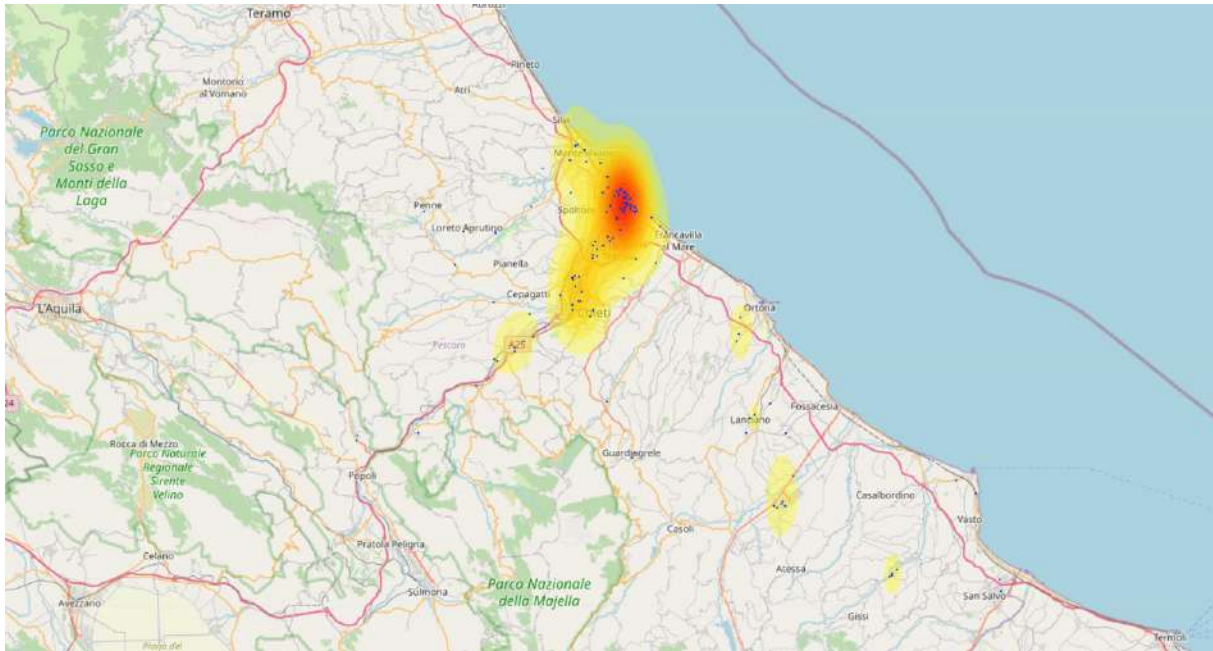 Teramo
Pineto
Montorio
al Vomano
Atri
Silvi
Parco Nazionale
del Gran
Sasso e
Monti della
Laga
Montesilvano
Penne
Spoltore
Loreto Aprutino
Francavilla
al Mare
Pianella
Cepagatti
L'Aquila
Chieti
Ortona
Pescara
A25
24
Lanciano
Fossacesia
Rocca di Mezzo
Parco Naturale
Regionale
Sirente
Velino
Guardiagrele
Popoli
Casalbordino
Vasto
Casoli
Pratola Peligna
Celano
Atessa
Parco Nazionale
della Majella
Sulmona
Avezzano
San Salvo
Gissi
Termoli